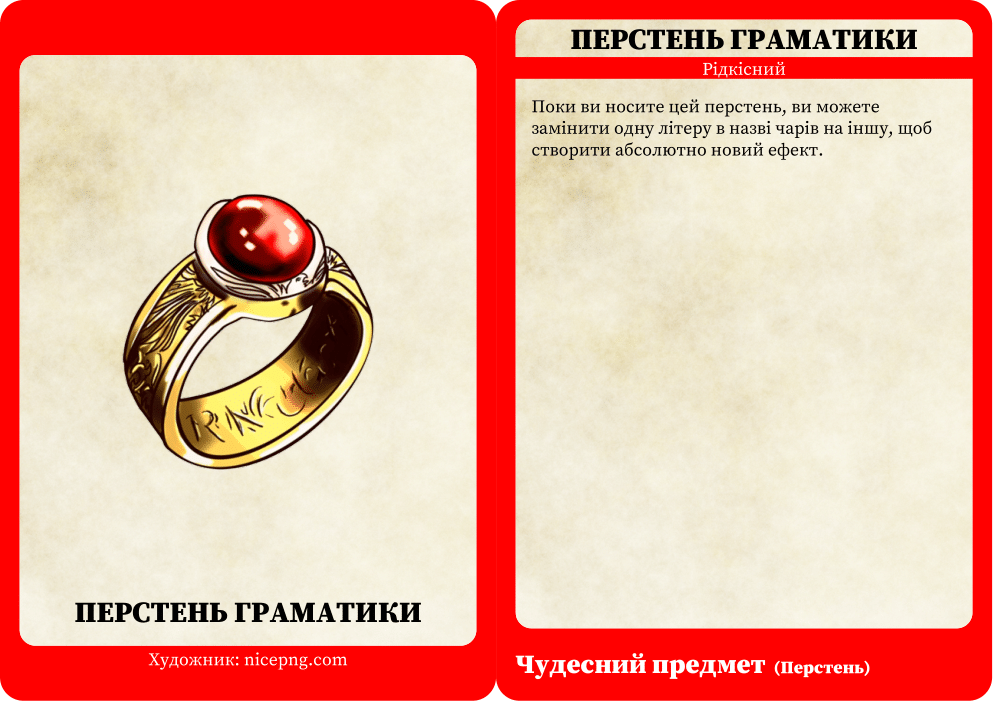 ПЕРСТЕНЬ ГРАМАТИКИ
Художник: nicepng.com
ПЕРСТЕНЬ ГРАМАТИКИ
Рідкісний
Поки ви носите цей перстень, ви можете
замінити одну літеру в назві чарів на іншу, щоб
створити абсолютно новий ефект.
Чудесний предмет (Перстень)